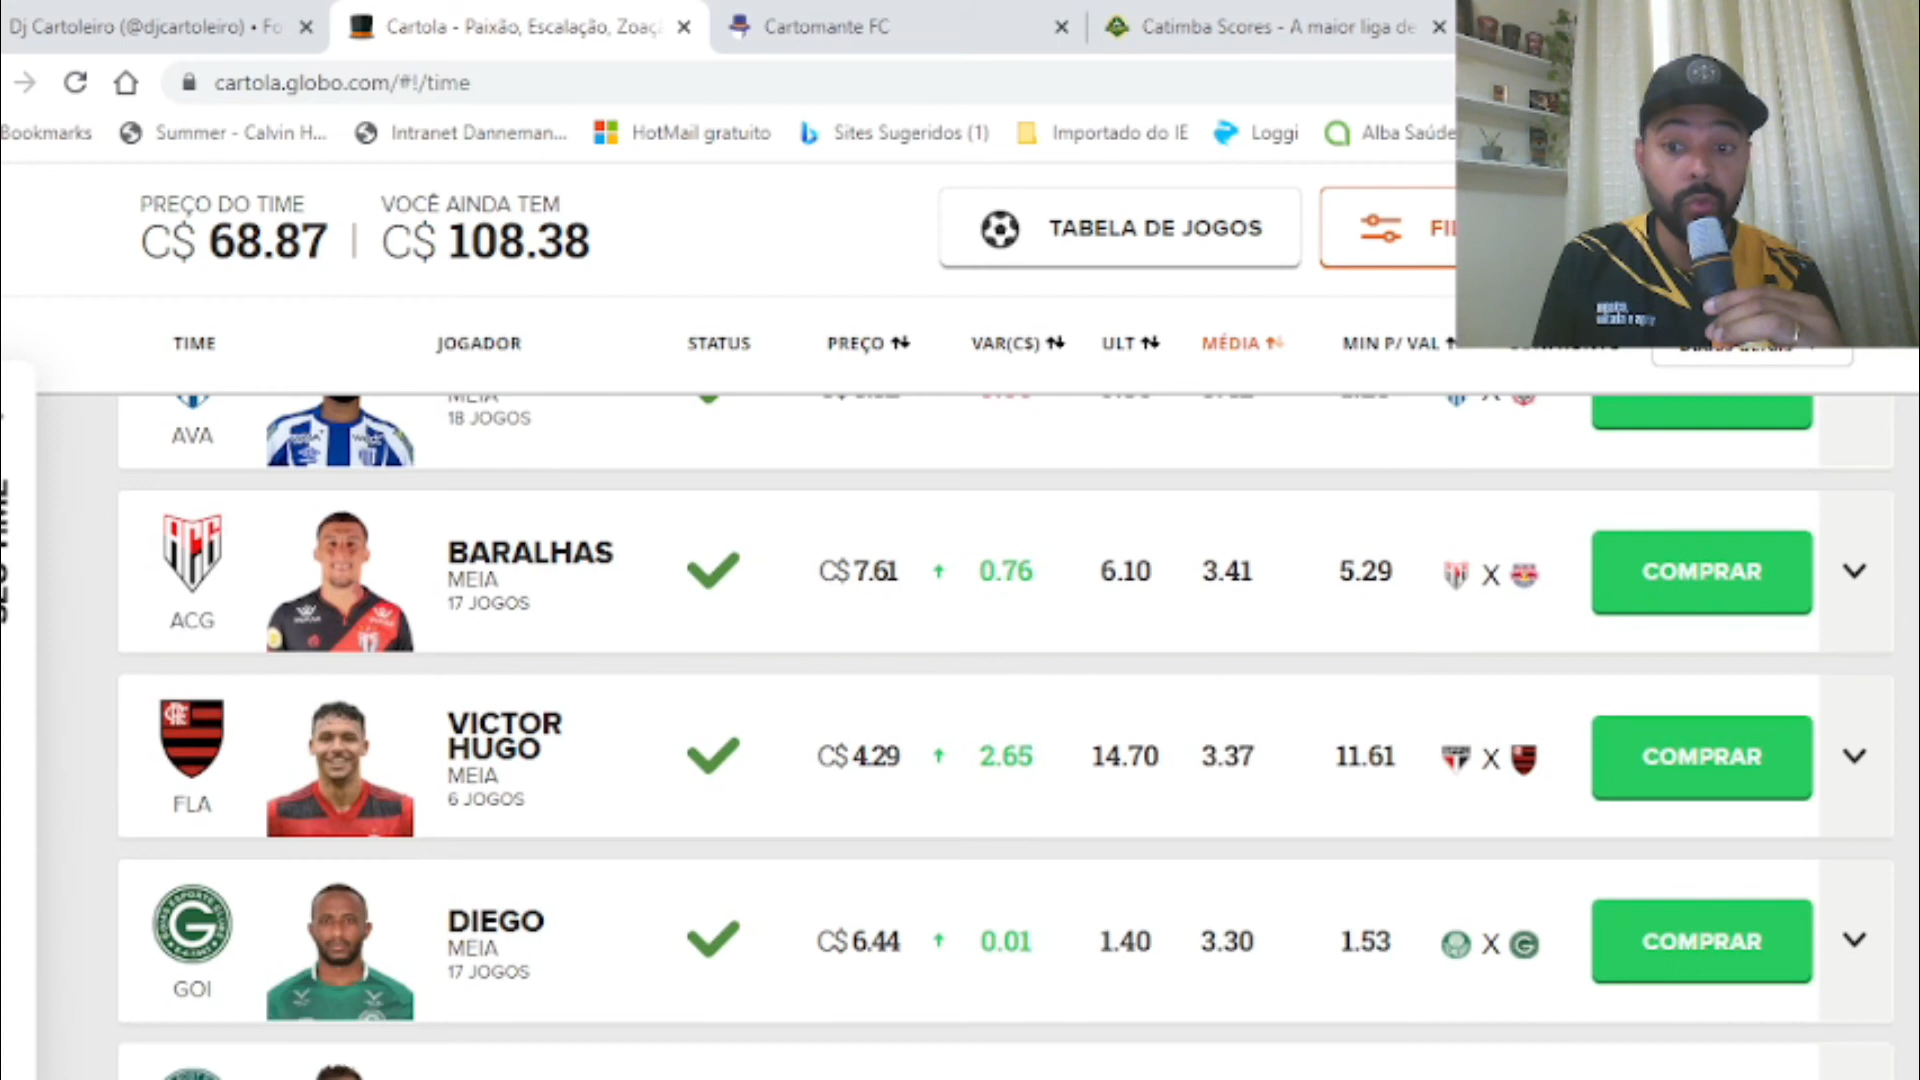 Dj Cartoleiro (@djcartoleiro) • Fo
Cartola - Paixão, Escalação, Zoaç
Cartomante FC
Catimba Scores - A maior liga de
cartola.globo.com/#!/time
Bookmarks
Summer - Calvin H...
Intranet Danneman...
HotMail gratuito
Sites Sugeridos (1)
Importado do IE
Loggi
Alba Saúde
PREÇO DO TIME
C$ 68.87
VOCÊ AINDA TEM
C$ 108.38
TABELA DE JOGOS
FIL
TIME
JOGADOR
STATUS
PREÇO
VAR(C$)
ULT
MÉDIA
MIN P/ VAL
AVA
MEIA
18 JOGOS
X
ACG
BARALHAS
MEIA
17 JOGOS
C$ 7.61
0.76
6.10
3.41
5.29
X
COMPRAR
FLA
VICTOR
HUGO
MEIA
6 JOGOS
C$ 4.29
2.65
14.70
3.37
11.61
X
COMPRAR
GOI
DIEGO
MEIA
17 JOGOS
C$ 6.44
0.01
1.40
3.30
1.53
X
COMPRAR